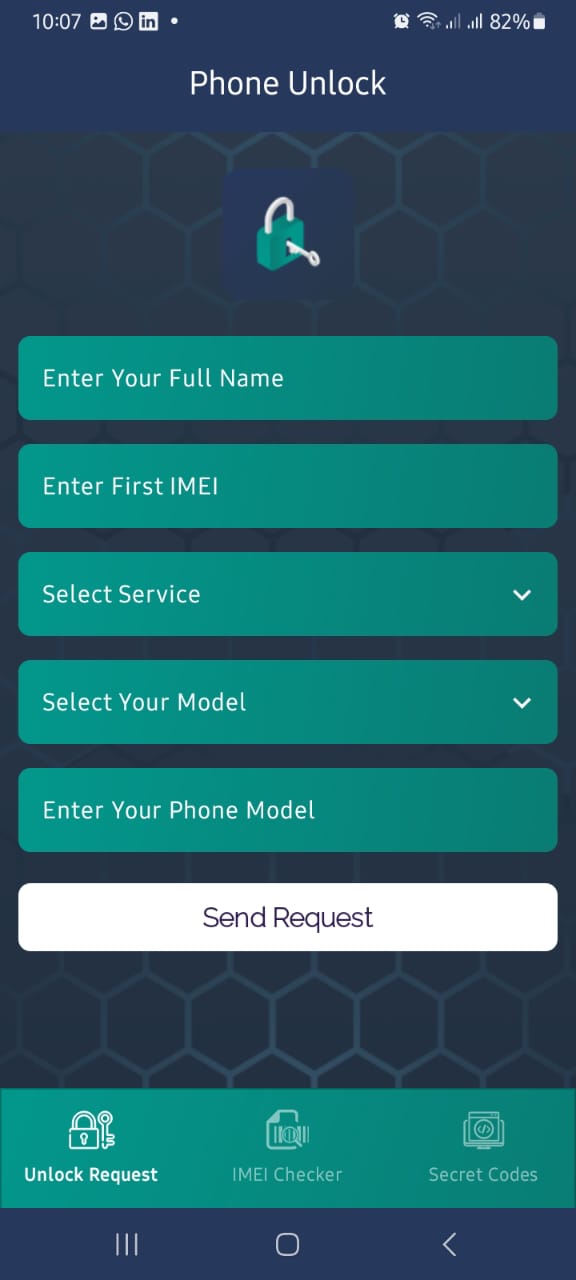 10:07
82%
Phone Unlock
Enter Your Full Name
Enter First IMEI
Select Service
Select Your Model
Enter Your Phone Model
Send Request
Unlock Request IMEI Checker Secret Codes